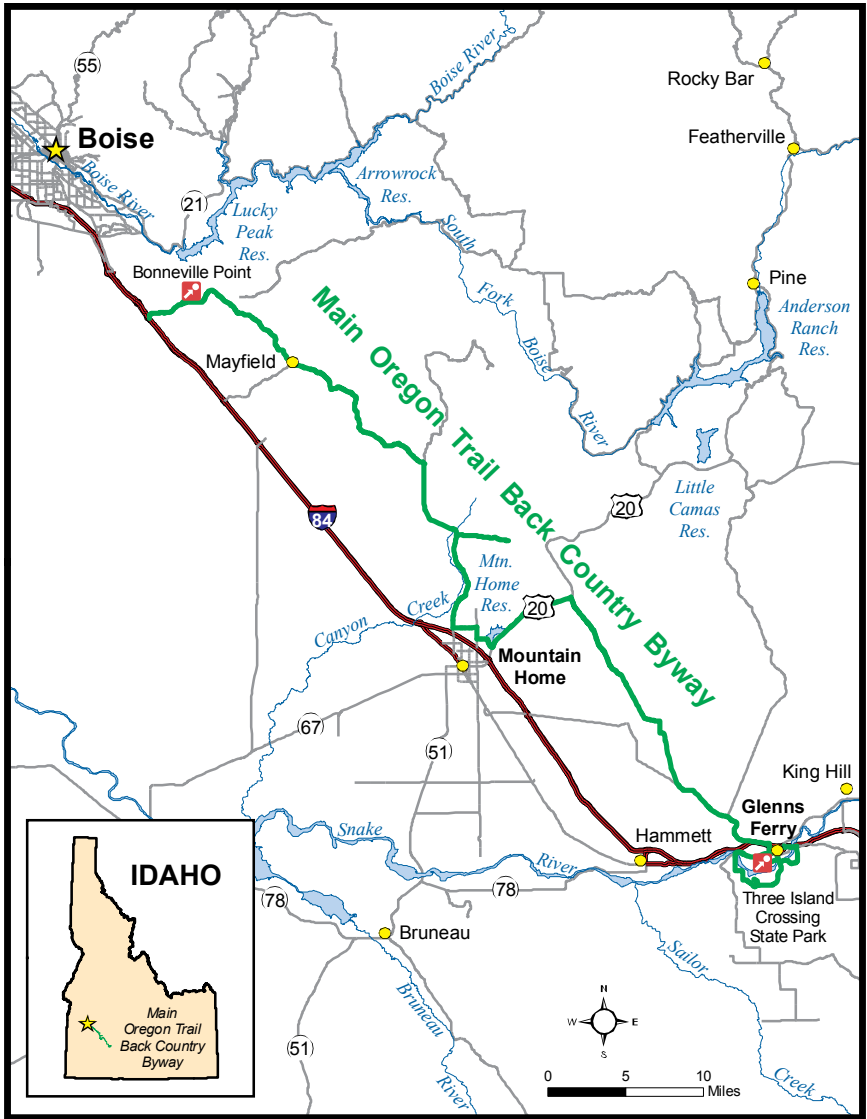 55
Boise River
Rocky Bar
Featherville
Boise
Boise River
Arrowrock
Res.
21
Lucky
Peak
Res.
South
Fork
Boise
River
Bonneville Point
Pine
Anderson
Ranch
Res.
Main Oregon Trail Back Country Byway
Mayfield
84
20
Little
Camas
Res.
Mtn.
Home
Res.
20
Canyon Creek
Mountain
Home
67
51
King Hill
Glenns
Ferry
Hammett
Snake River
78
78
Three Island
Crossing
State Park
Bruneau
Sailor
Creek
Bruneau
River
51
IDAHO
Main
Oregon Trail
Back Country
Byway
N
W
E
S
0
5
10
Miles